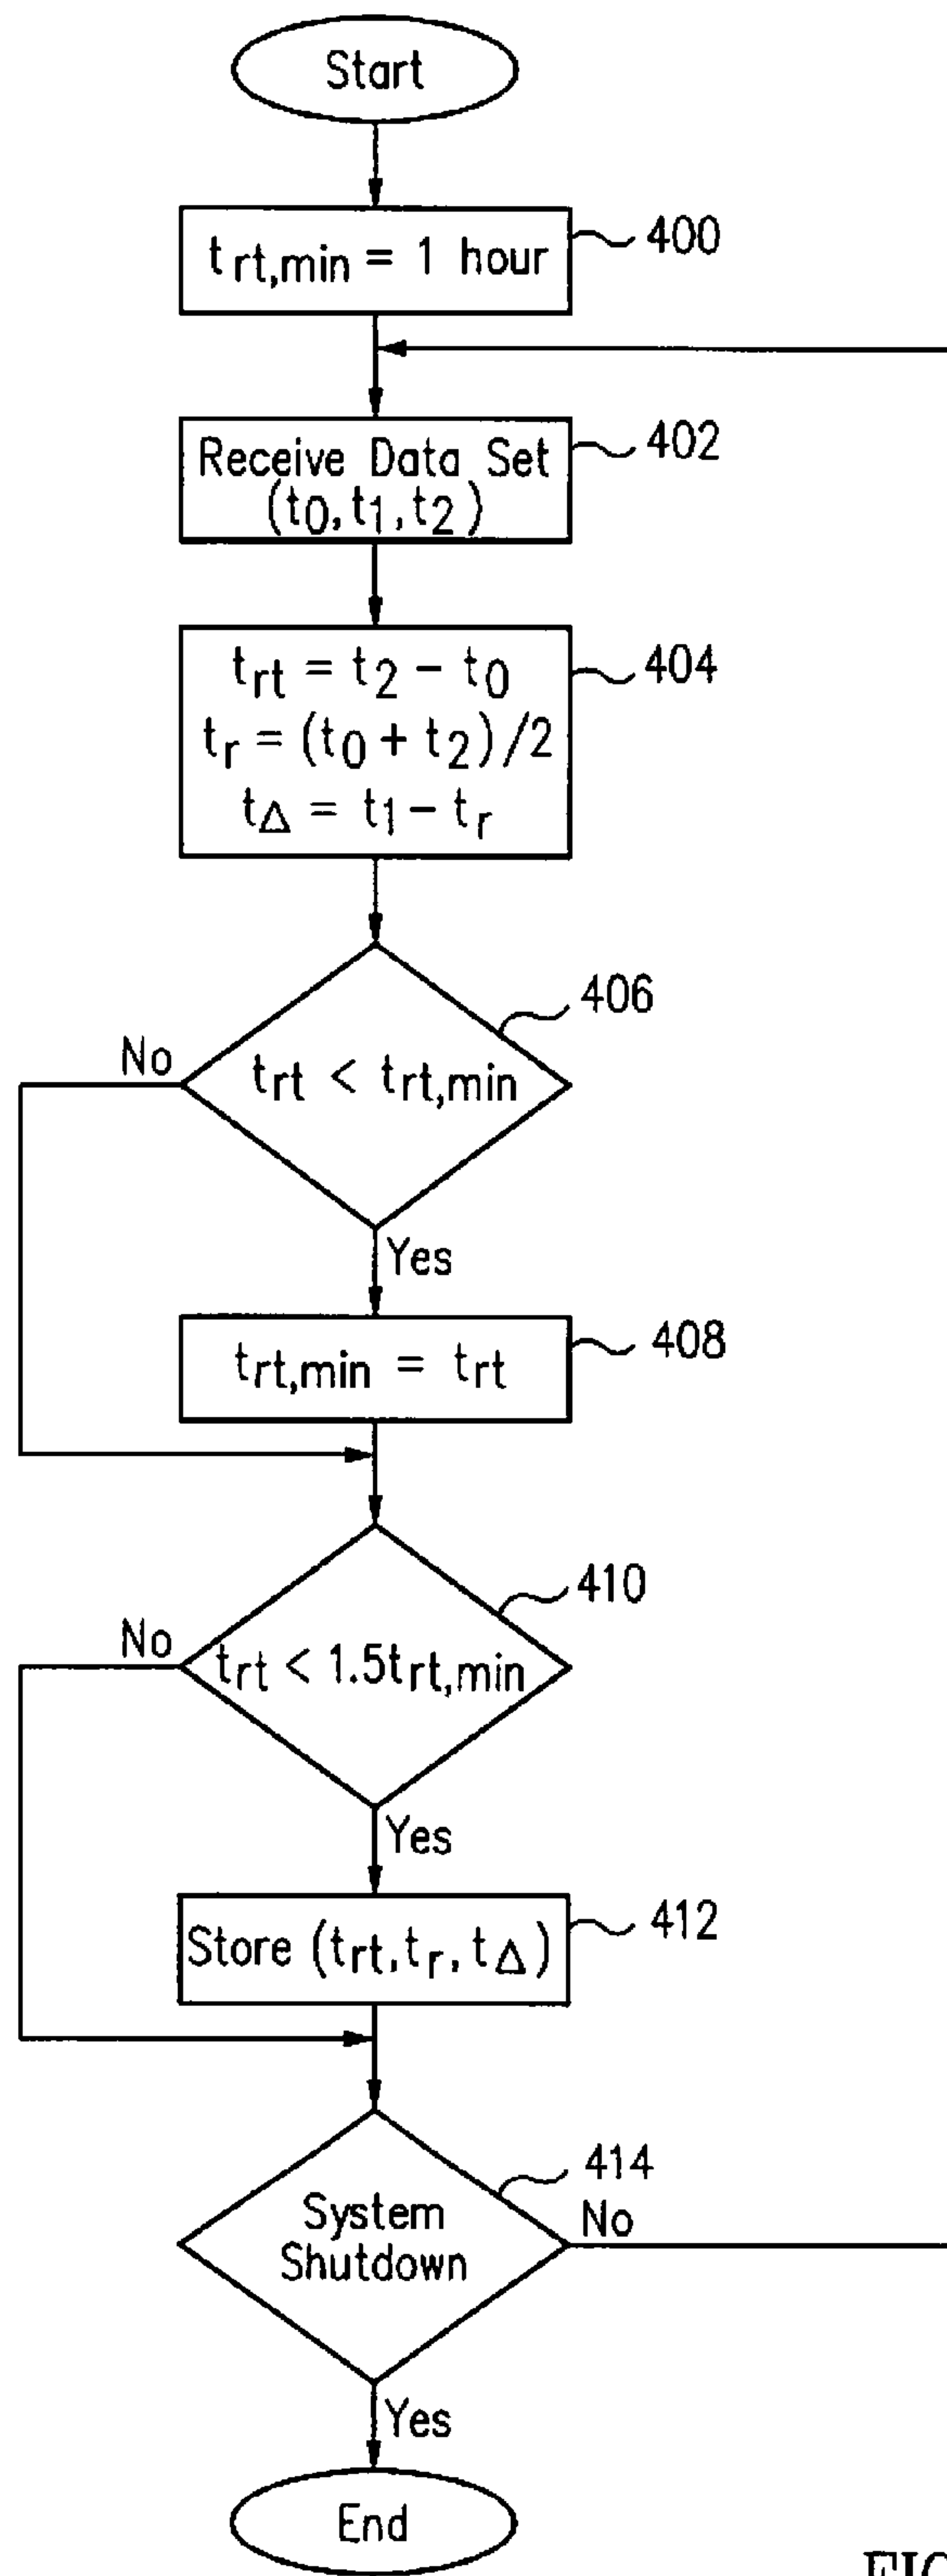 Start
t rt,min = 1 hour
400
Receive Data Set
(t0, t1, t2)
402
trt = t2 - t0
tr = (t0 + t2)/2
tΔ = t1 - tr
404
406
No
trt < trt,min
Yes
trt,min = trt
408
410
No
trt < 1.5trt,min
Yes
Store (trt, tr, tΔ)
412
414
System
Shutdown
No
Yes
End
FIG